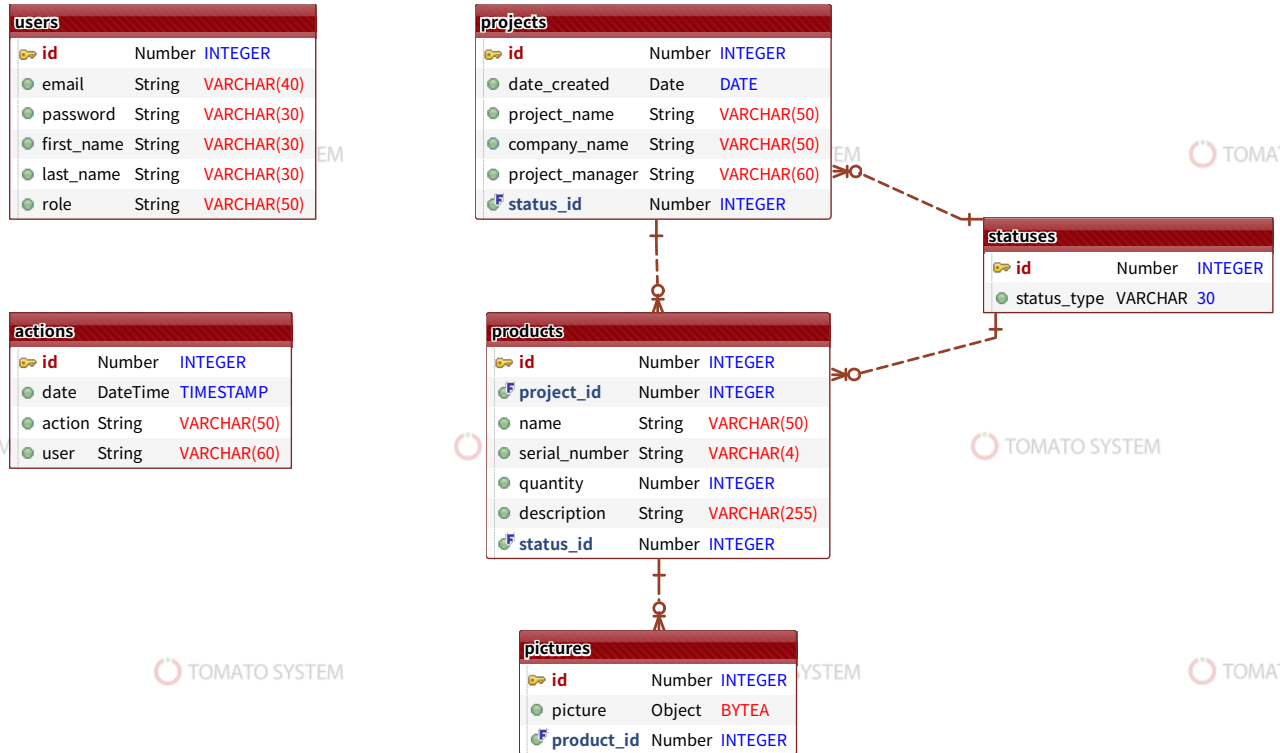 users
id Number INTEGER
email String VARCHAR(40)
password String VARCHAR(30)
first_name String VARCHAR(30)
last_name String VARCHAR(30)
role String VARCHAR(50)
projects
id Number INTEGER
date_created Date DATE
project_name String VARCHAR(50)
company_name String VARCHAR(50)
project_manager String VARCHAR(60)
status_id Number INTEGER
EM
EM
TOMA
statuses
id Number INTEGER
status_type VARCHAR 30
actions
id Number INTEGER
date DateTime TIMESTAMP
action String VARCHAR(50)
user String VARCHAR(60)
products
id Number INTEGER
project_id Number INTEGER
name String VARCHAR(50)
serial_number String VARCHAR(4)
quantity Number INTEGER
description String VARCHAR(255)
status_id Number INTEGER
TOMATO SYSTEM
pictures
id Number INTEGER
picture Object BYTEA
product_id Number INTEGER
TOMATO SYSTEM
YSTEM
TOMA